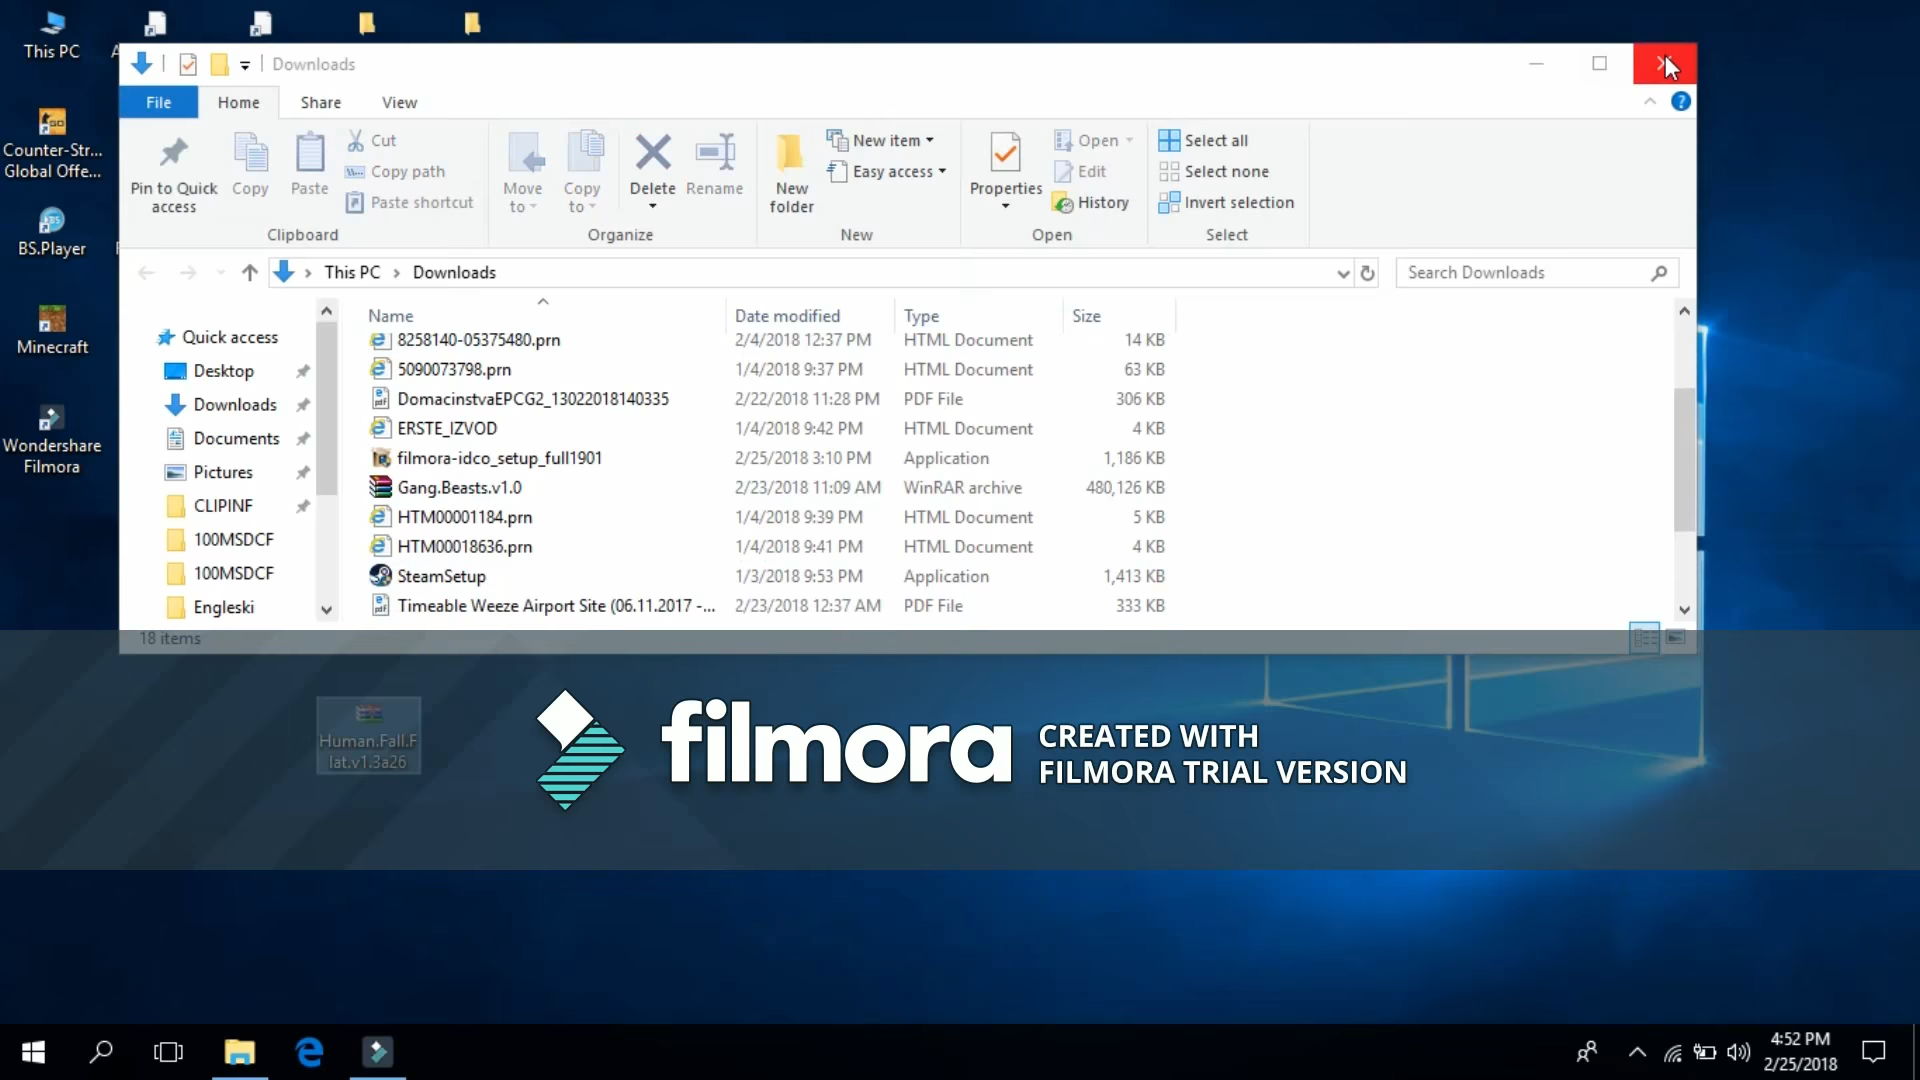 This PC
Counter-Str...
Global Offe...
BS.Player
Minecraft
Wondershare
Filmora
Downloads
File
Home
Share
View
Pin to Quick
access
Copy
Paste
Cut
Copy path
Paste shortcut
Clipboard
Move
to
Copy
to
Delete
Rename
Organize
New
folder
New item
Easy access
New
Properties
Open
Edit
History
Open
Select all
Select none
Invert selection
Select
This PC > Downloads
Search Downloads
Quick access
Desktop
Downloads
Documents
Pictures
CLIPINF
100MSDCF
100MSDCF
Engleski
Name Date modified Type Size
8258140-05375480.prn 2/4/2018 12:37 PM HTML Document 14 KB
5090073798.prn 1/4/2018 9:37 PM HTML Document 63 KB
DomacinstvaEPCG2_13022018140335 2/22/2018 11:28 PM PDF File 306 KB
ERSTE_IZVOD 1/4/2018 9:42 PM HTML Document 4 KB
filmora-idco_setup_full1901 2/25/2018 3:10 PM Application 1,186 KB
Gang.Beasts.v1.0 2/23/2018 11:09 AM WinRAR archive 480,126 KB
HTM00001184.prn 1/4/2018 9:39 PM HTML Document 5 KB
HTM00018636.prn 1/4/2018 9:41 PM HTML Document 4 KB
SteamSetup 1/3/2018 9:53 PM Application 1,413 KB
Timeable Weeze Airport Site (06.11.2017 -... 2/23/2018 12:37 AM PDF File 333 KB
18 items
Human.Fall.F
lat.v1.3a26
filmora
CREATED WITH
FILMORA TRIAL VERSION
4:52 PM
2/25/2018